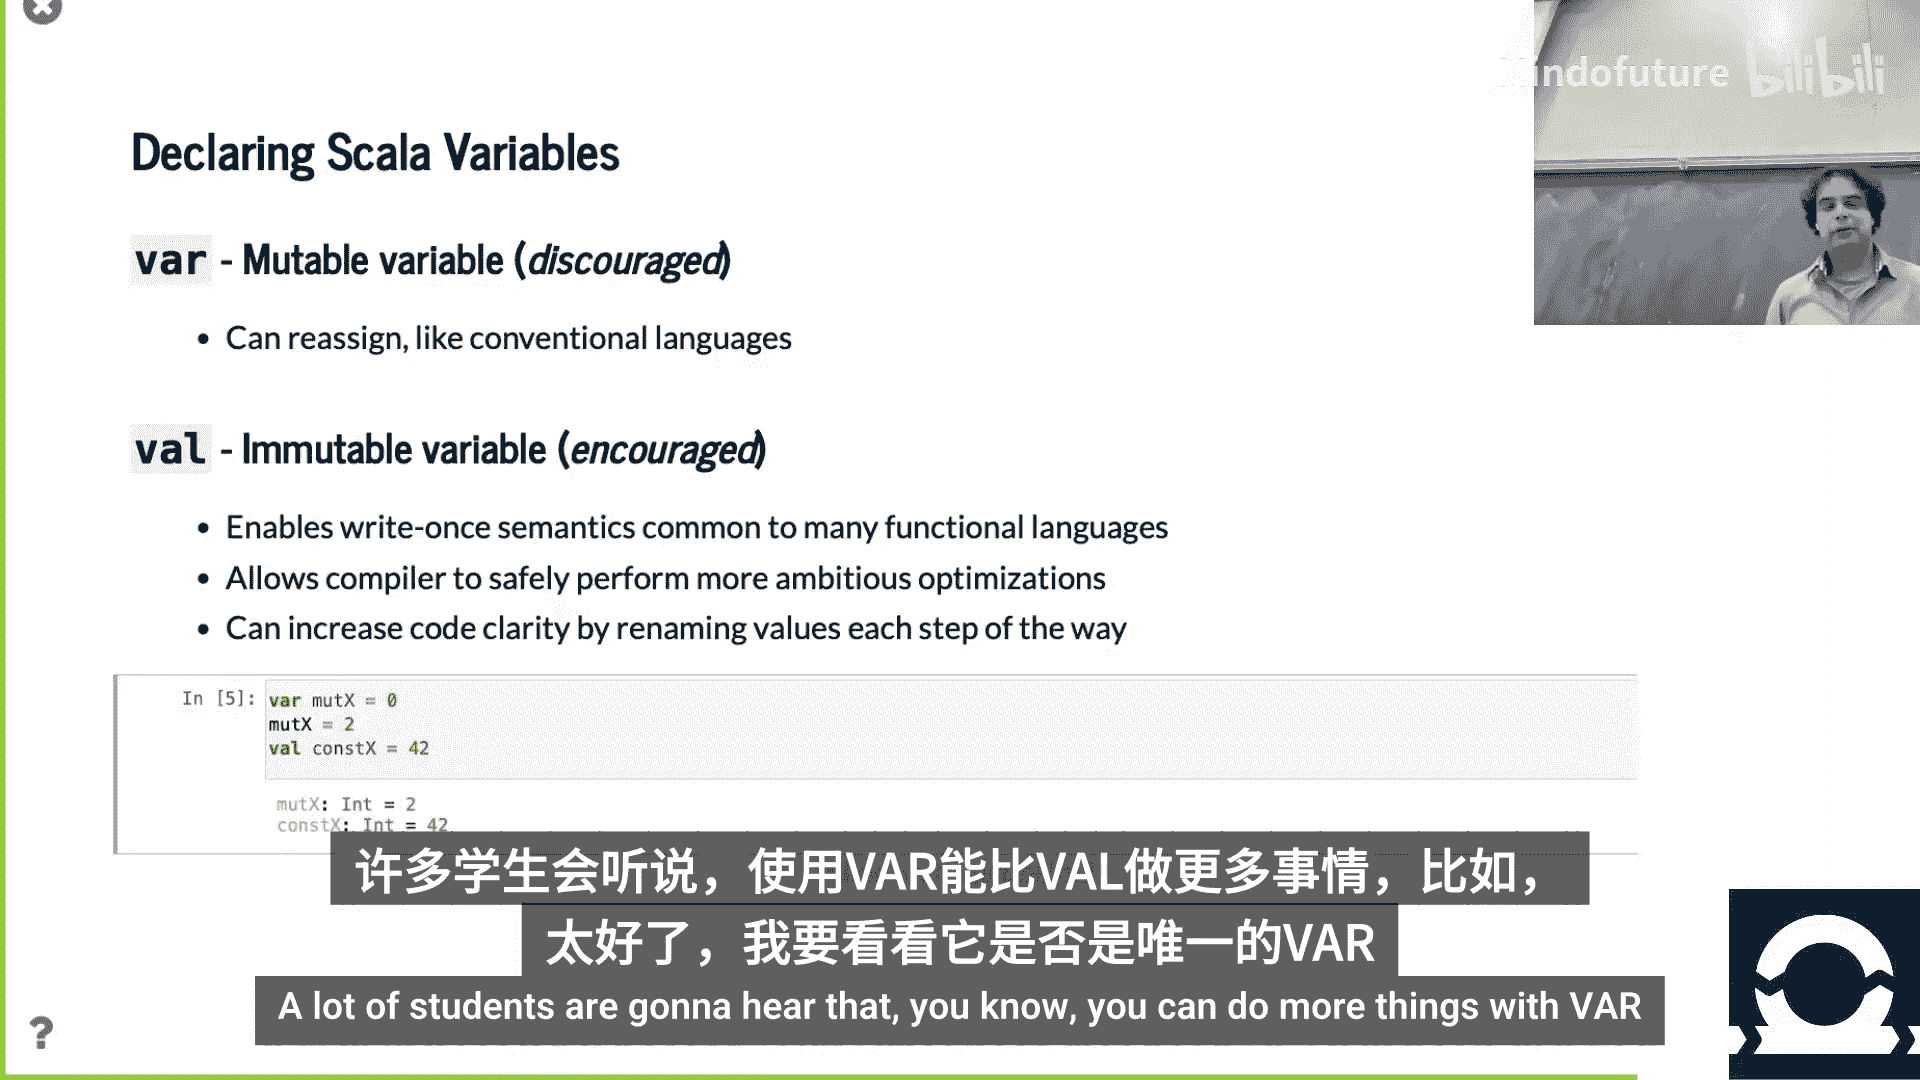 indofuture bilibili
Declaring Scala Variables
var - Mutable variable (discouraged)
• Can reassign, like conventional languages
val - Immutable variable (encouraged)
• Enables write-once semantics common to many functional languages
• Allows compiler to safely perform more ambitious optimizations
• Can increase code clarity by renaming values each step of the way
In [5]: var mutX = 0
mutX = 2
val constX = 42
mutX: Int = 2
constX: Int = 42
许多学生会听说，使用VAR能比VAL做更多事情，比如，
太好了，我要看看它是否是唯一的VAR
A lot of students are gonna hear that, you know, you can do more things with VAR
?